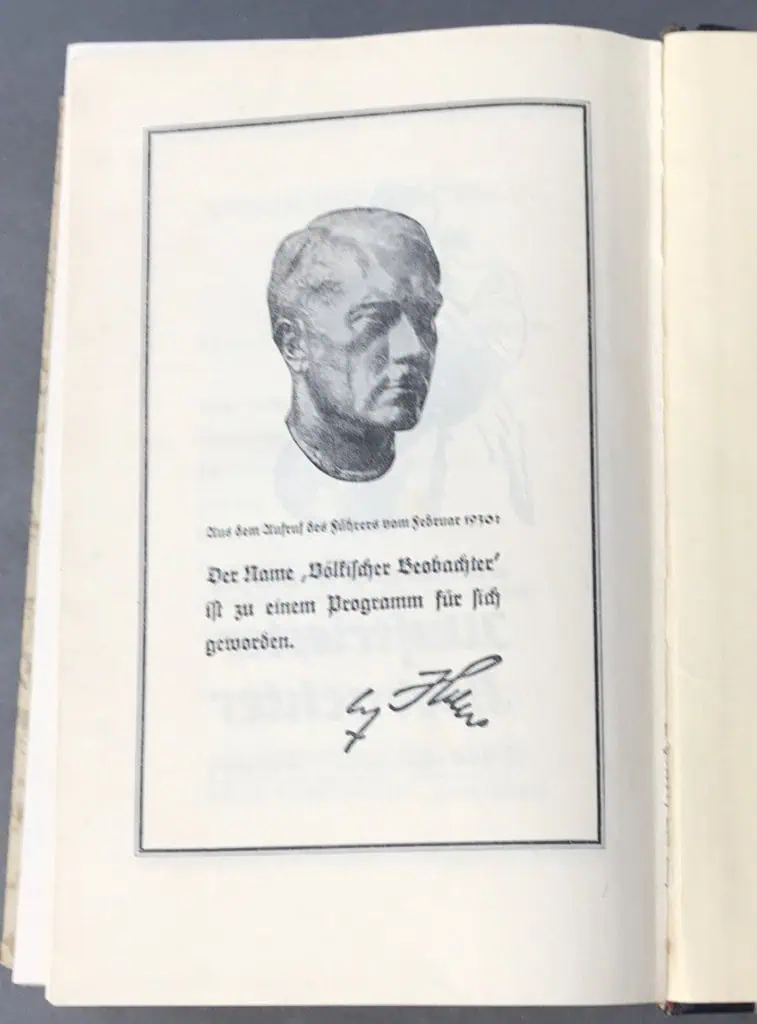 Aus dem Aufruf des Führers vom Februar 1930:
Der Name „Völkischer Beobachter"
ist zu einem Programm für sich
geworden.